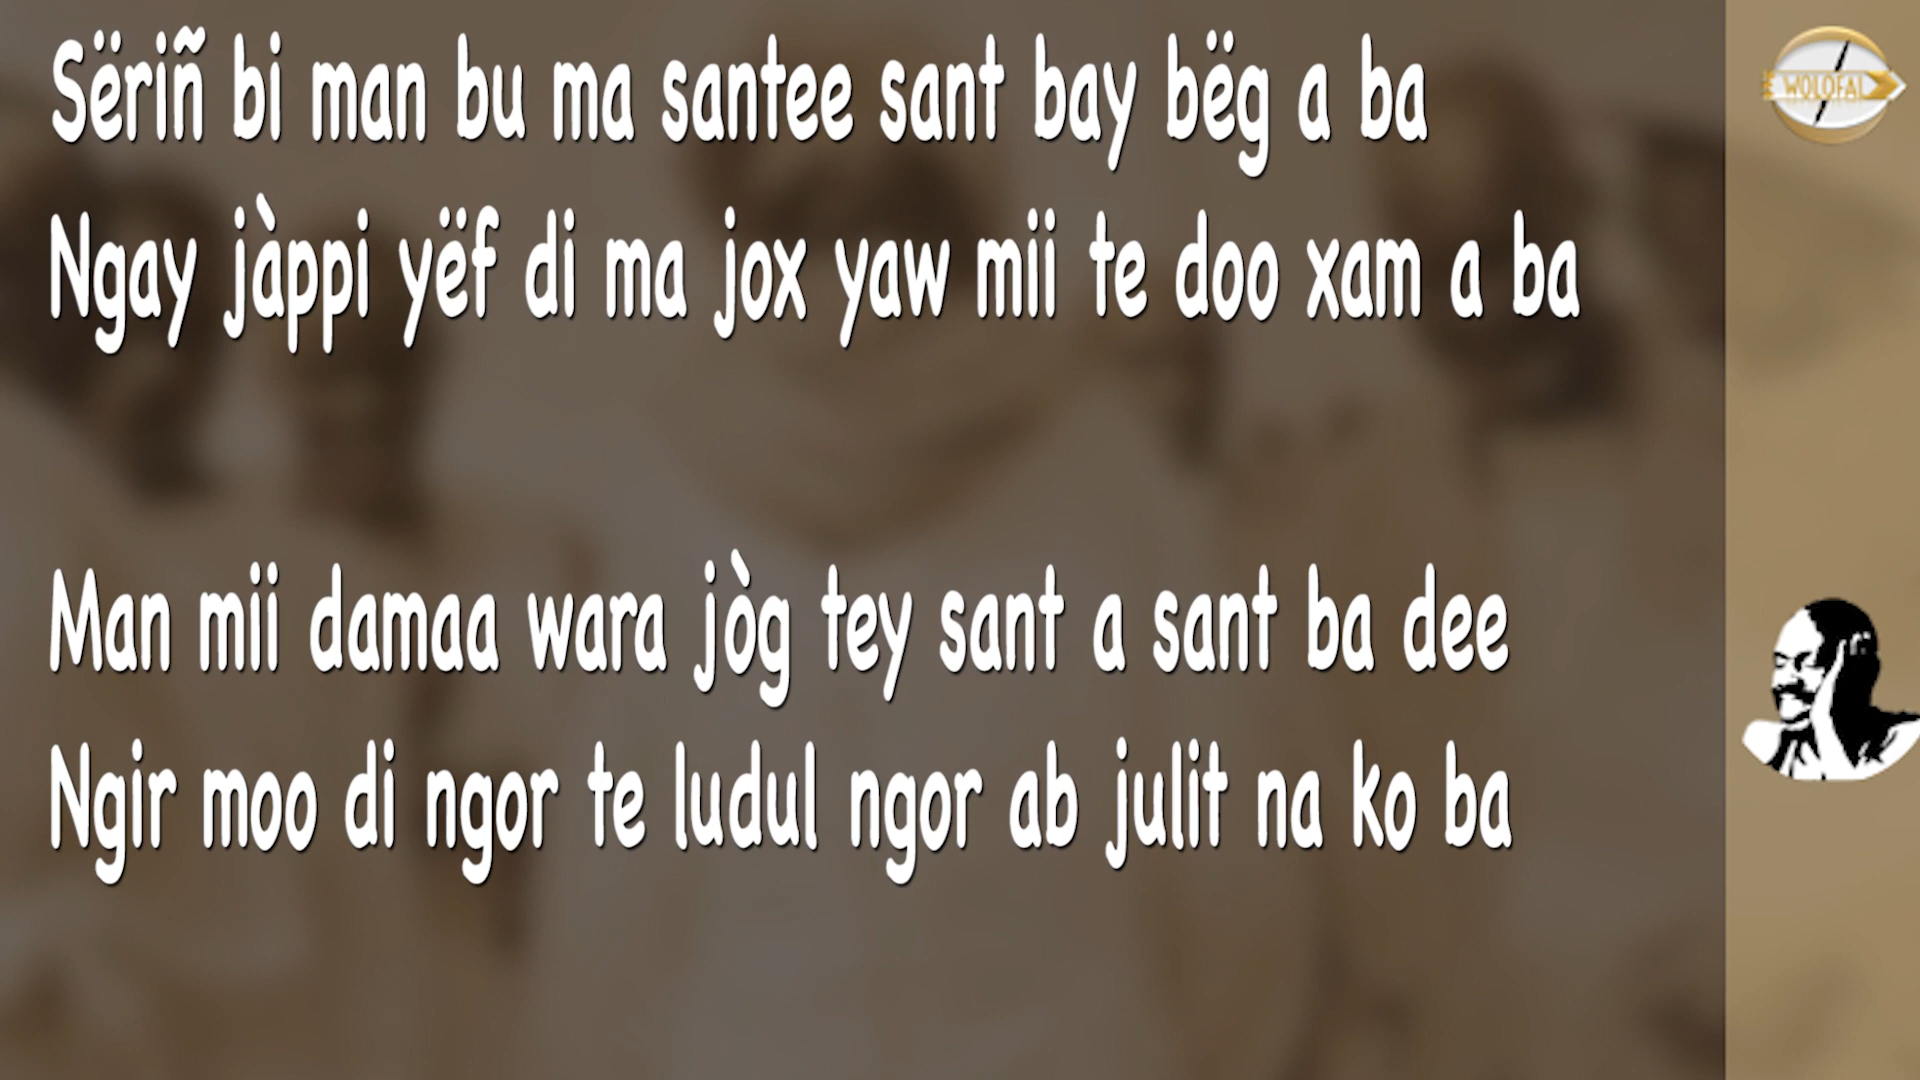 Sëriñ bi man bu ma santee sant bay bëg a ba
Ngay jàppi yëf di ma jox yaw mii te doo xam a ba
Man mii damaa wara jòg tey sant a sant ba dee
Ngir moo di ngor te ludul ngor ab julit na ko ba
WOLOFAL